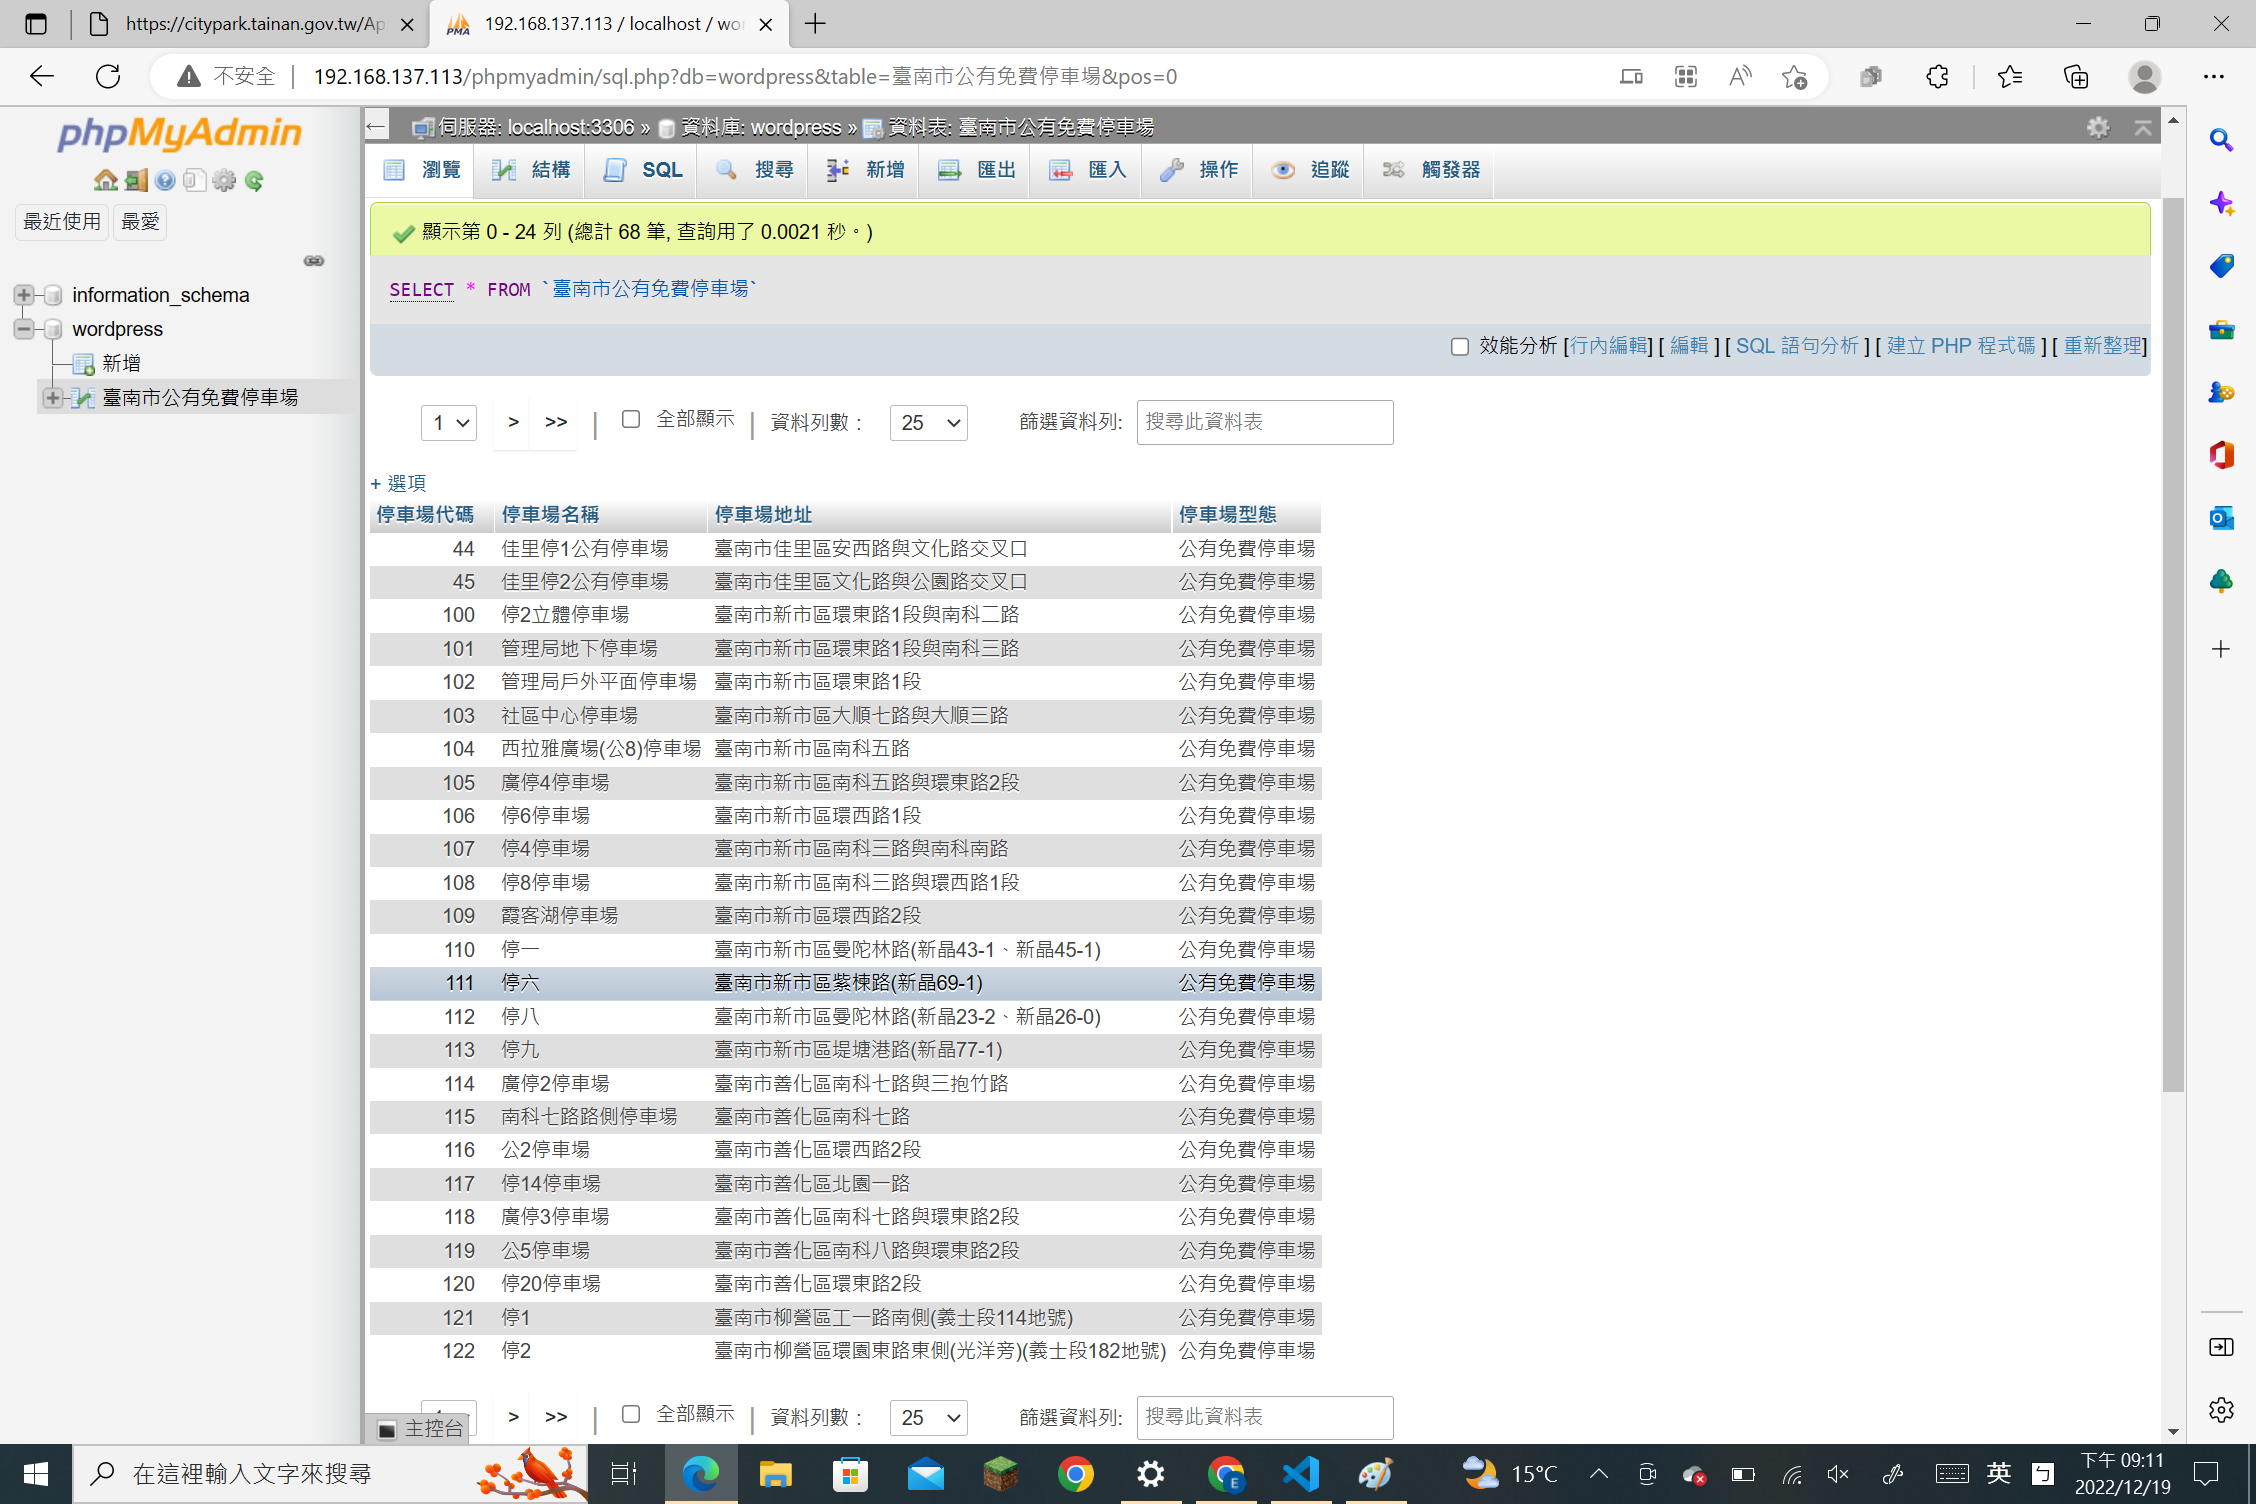 https://citypark.tainan.gov.tw/Ap
192.168.137.113 / localhost / wo
不安全
192.168.137.113/phpmyadmin/sql.php?db=wordpress&table=臺南市公有免費停車場&pos=0
phpMyAdmin
最近使用 最愛
information_schema
wordpress
新增
臺南市公有免費停車場
伺服器: localhost:3306 » 資料庫: wordpress » 資料表: 臺南市公有免費停車場
瀏覽 結構 SQL 搜尋 新增 匯出 匯入 操作 追蹤 觸發器
顯示第 0 - 24 列 (總計 68 筆, 查詢用了 0.0021 秒。)
SELECT * FROM `臺南市公有免費停車場`
效能分析 [行內編輯] [ 編輯 ] [ SQL 語句分析 ] [ 建立 PHP 程式碼 ] [ 重新整理]
1 > >> | 全部顯示 | 資料列數： 25 篩選資料列: 搜尋此資料表
+ 選項
停車場代碼 停車場名稱 停車場地址 停車場型態
44 佳里停1公有停車場 臺南市佳里區安西路與文化路交叉口 公有免費停車場
45 佳里停2公有停車場 臺南市佳里區文化路與公園路交叉口 公有免費停車場
100 停2立體停車場 臺南市新市區環東路1段與南科二路 公有免費停車場
101 管理局地下停車場 臺南市新市區環東路1段與南科三路 公有免費停車場
102 管理局戶外平面停車場 臺南市新市區環東路1段 公有免費停車場
103 社區中心停車場 臺南市新市區大順七路與大順三路 公有免費停車場
104 西拉雅廣場(公8)停車場 臺南市新市區南科五路 公有免費停車場
105 廣停4停車場 臺南市新市區南科五路與環東路2段 公有免費停車場
106 停6停車場 臺南市新市區環西路1段 公有免費停車場
107 停4停車場 臺南市新市區南科三路與南科南路 公有免費停車場
108 停8停車場 臺南市新市區南科三路與環西路1段 公有免費停車場
109 霞客湖停車場 臺南市新市區環西路2段 公有免費停車場
110 停一 臺南市新市區曼陀林路(新晶43-1、新晶45-1) 公有免費停車場
111 停六 臺南市新市區紫楝路(新晶69-1) 公有免費停車場
112 停八 臺南市新市區曼陀林路(新晶23-2、新晶26-0) 公有免費停車場
113 停九 臺南市新市區堤塘港路(新晶77-1) 公有免費停車場
114 廣停2停車場 臺南市善化區南科七路與三抱竹路 公有免費停車場
115 南科七路路側停車場 臺南市善化區南科七路 公有免費停車場
116 公2停車場 臺南市善化區環西路2段 公有免費停車場
117 停14停車場 臺南市善化區北園一路 公有免費停車場
118 廣停3停車場 臺南市善化區南科七路與環東路2段 公有免費停車場
119 公5停車場 臺南市善化區南科八路與環東路2段 公有免費停車場
120 停20停車場 臺南市善化區環東路2段 公有免費停車場
121 停1 臺南市柳營區工一路南側(義士段114地號) 公有免費停車場
122 停2 臺南市柳營區環園東路東側(光洋旁)(義士段182地號) 公有免費停車場
> >> | 全部顯示 | 資料列數： 25 篩選資料列: 搜尋此資料表
主控台
在這裡輸入文字來搜尋
15°C 英 ㄅ 下午 09:11
2022/12/19